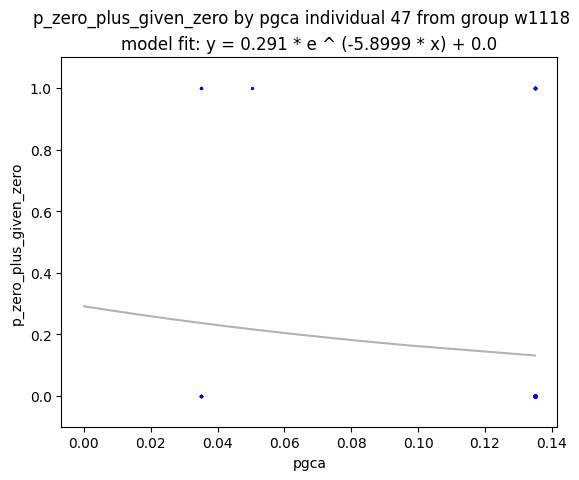 p_zero_plus_given_zero by pgca individual 47 from group w1118
model fit: y = 0.291 * e ^ (-5.8999 * x) + 0.0
1.0
0.8
0.6
0.4
0.2
0.0
p_zero_plus_given_zero
0.00 0.02 0.04 0.06 0.08 0.10 0.12 0.14
pgca